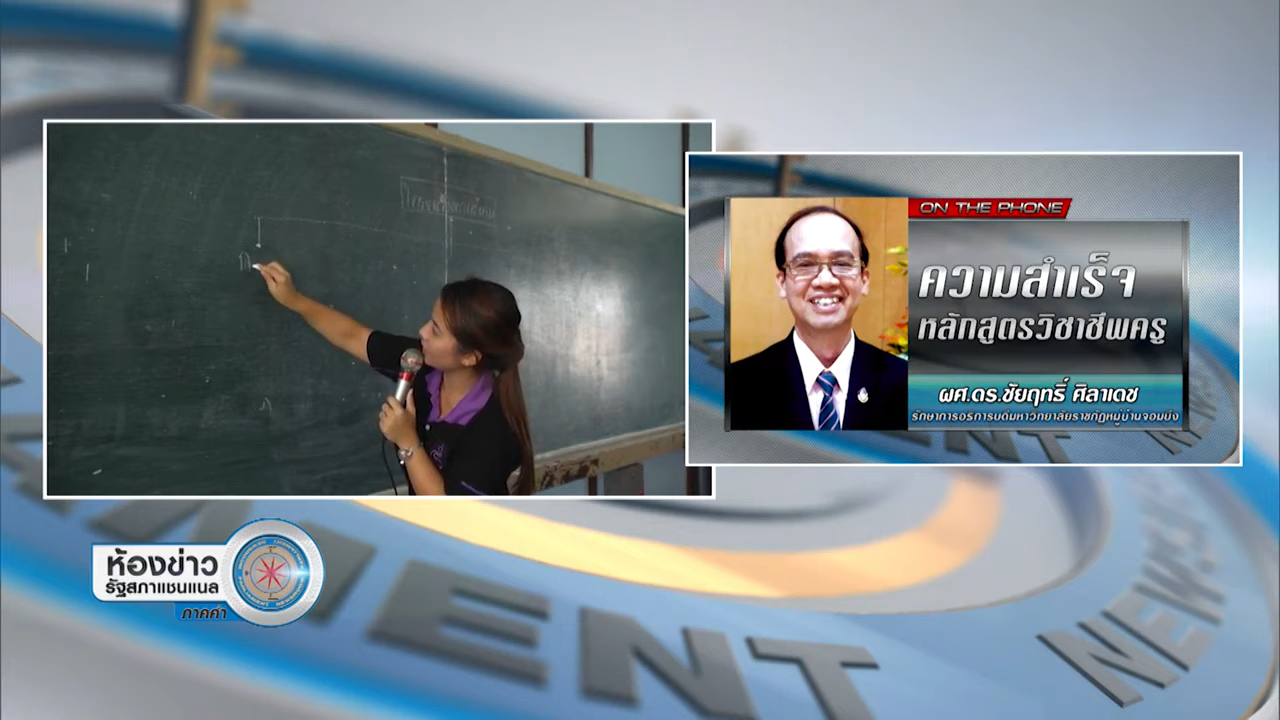 ON THE PHONE
ความสำเร็จ
หลักสูตรวิชาชีพครู
ผศ.ดร.ชัยฤทธิ์ ศิลาเดช
รักษาการอธิการบดีมหาวิทยาลัยราชภัฏหมู่บ้านจอมบึง
ห้องข่าว
รัฐสภาแชนแนล
ภาคค่ำ
MENT
NEWS